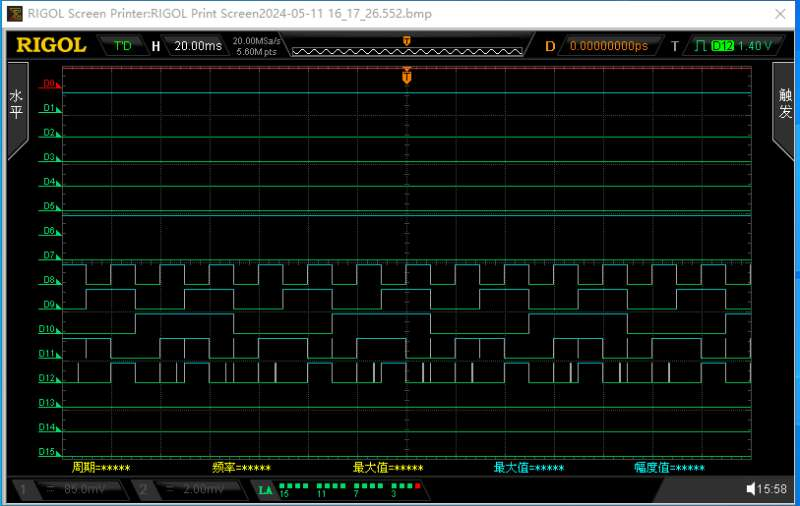 RIGOL Screen Printer:RIGOL Print Screen2024-05-11 16_17_26.552.bmp
RIGOL T'D H 20.00ms 20.00MSa/s 5.60M pts D 0.00000000ps T D12 1.40 V
T
水平
触发
D0
D1
D2
D3
D4
D5
D6
D7
D8
D9
D10
D11
D12
D13
D14
D15
周期=***** 频率=***** 最大值=***** 最大值=***** 幅度值=*****
1 = 85.0mV 2 = 2.00mV LA 15 11 7 3 15:58